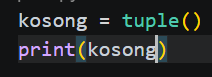 kosong = tuple()
print(kosong)